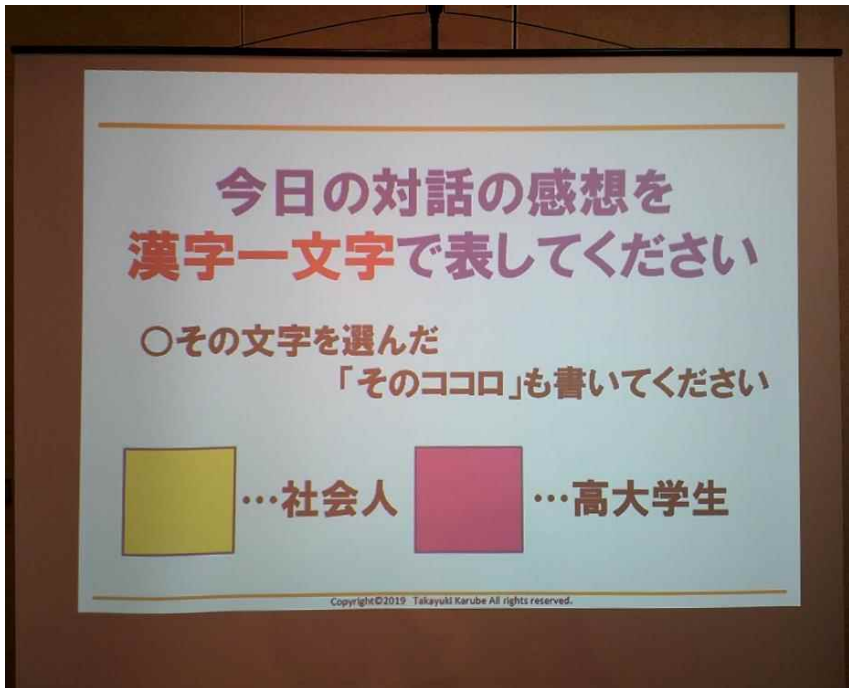 今日の対話の感想を
漢字一文字で表してください
○その文字を選んだ
「そのココロ」も書いてください
…社会人
…高大学生
Copyright©2019 Takayuki Karube All rights reserved.